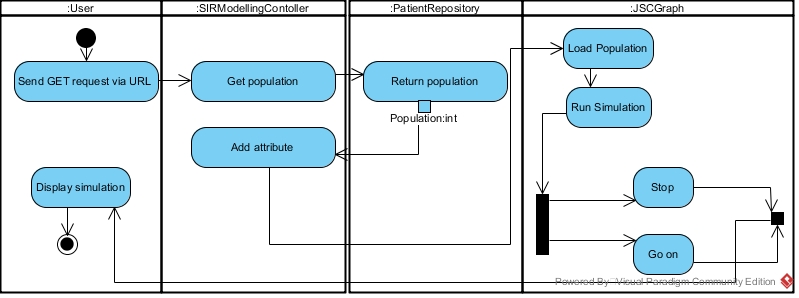 :User
:SIRModellingContoller
:PatientRepository
:JSCGraph
Send GET request via URL
Get population
Return population
Population:int
Add attribute
Load Population
Run Simulation
Display simulation
Stop
Go on
Powered By Visual Paradigm Community Edition